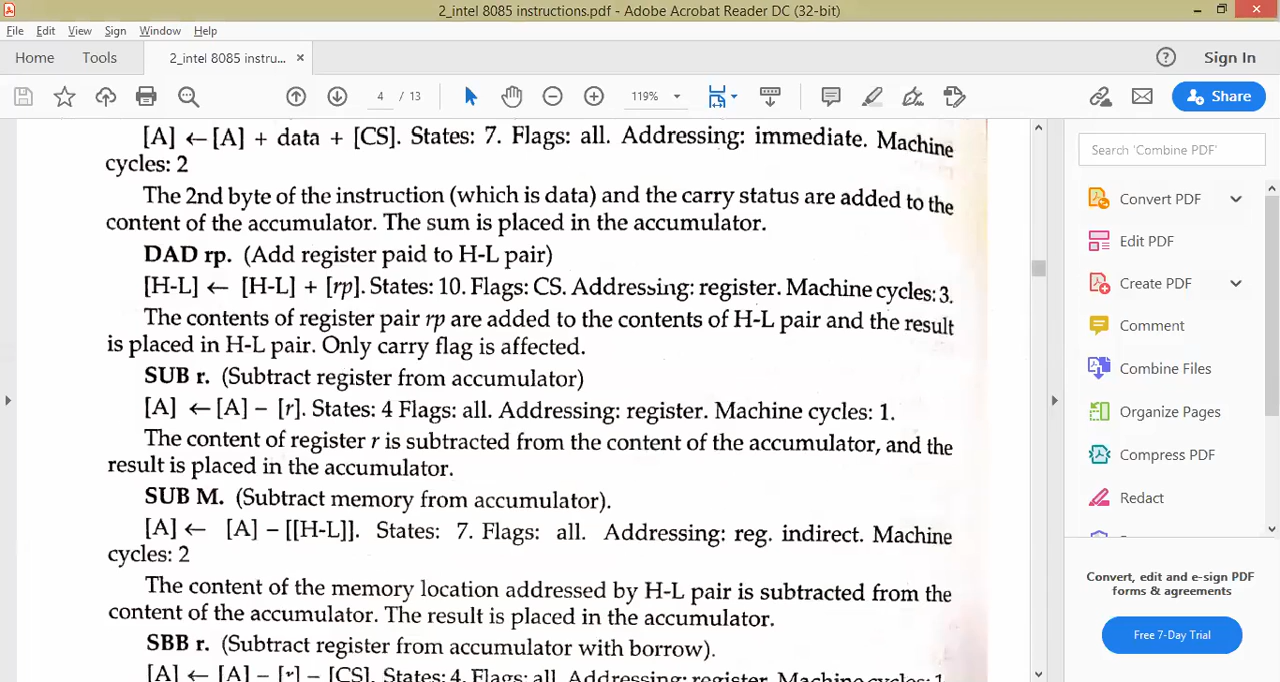 2_intel 8085 instructions.pdf - Adobe Acrobat Reader DC (32-bit)
File Edit View Sign Window Help
Home Tools 2_intel 8085 instru... × Sign In
4 / 13 119% Share
[A] ← [A] + data + [CS]. States: 7. Flags: all. Addressing: immediate. Machine
cycles: 2
The 2nd byte of the instruction (which is data) and the carry status are added to the
content of the accumulator. The sum is placed in the accumulator.
DAD rp. (Add register paid to H-L pair)
[H-L] ← [H-L] + [rp]. States: 10. Flags: CS. Addressing: register. Machine cycles: 3.
The contents of register pair rp are added to the contents of H-L pair and the result
is placed in H-L pair. Only carry flag is affected.
SUB r. (Subtract register from accumulator)
[A] ← [A] – [r]. States: 4 Flags: all. Addressing: register. Machine cycles: 1.
The content of register r is subtracted from the content of the accumulator, and the
result is placed in the accumulator.
SUB M. (Subtract memory from accumulator).
[A] ← [A] – [[H-L]]. States: 7. Flags: all. Addressing: reg. indirect. Machine
cycles: 2
The content of the memory location addressed by H-L pair is subtracted from the
content of the accumulator. The result is placed in the accumulator.
SBB r. (Subtract register from accumulator with borrow).
[A] ← [A] – [r] – [CS]. States: 4. Flags: all. Addressing: register. Machine cycles: 1
Search 'Combine PDF'
Convert PDF
Edit PDF
Create PDF
Comment
Combine Files
Organize Pages
Compress PDF
Redact
Convert, edit and e-sign PDF
forms & agreements
Free 7-Day Trial